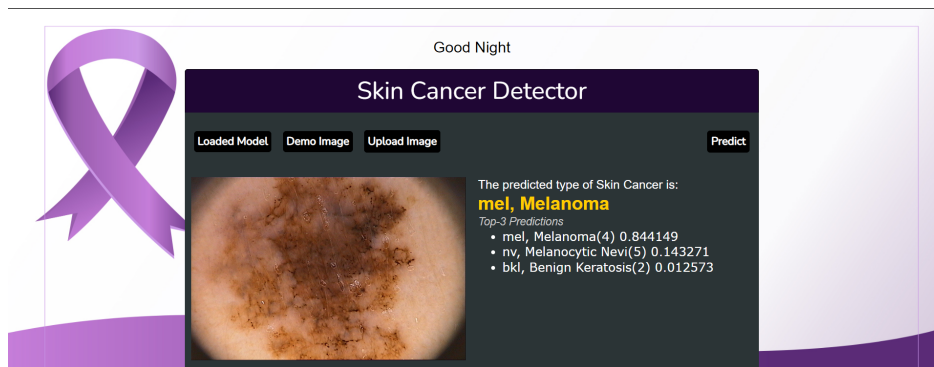 Good Night
Skin Cancer Detector
Loaded Model Demo Image Upload Image Predict
The predicted type of Skin Cancer is:
mel, Melanoma
Top-3 Predictions
• mel, Melanoma(4) 0.844149
• nv, Melanocytic Nevi(5) 0.143271
• bkl, Benign Keratosis(2) 0.012573